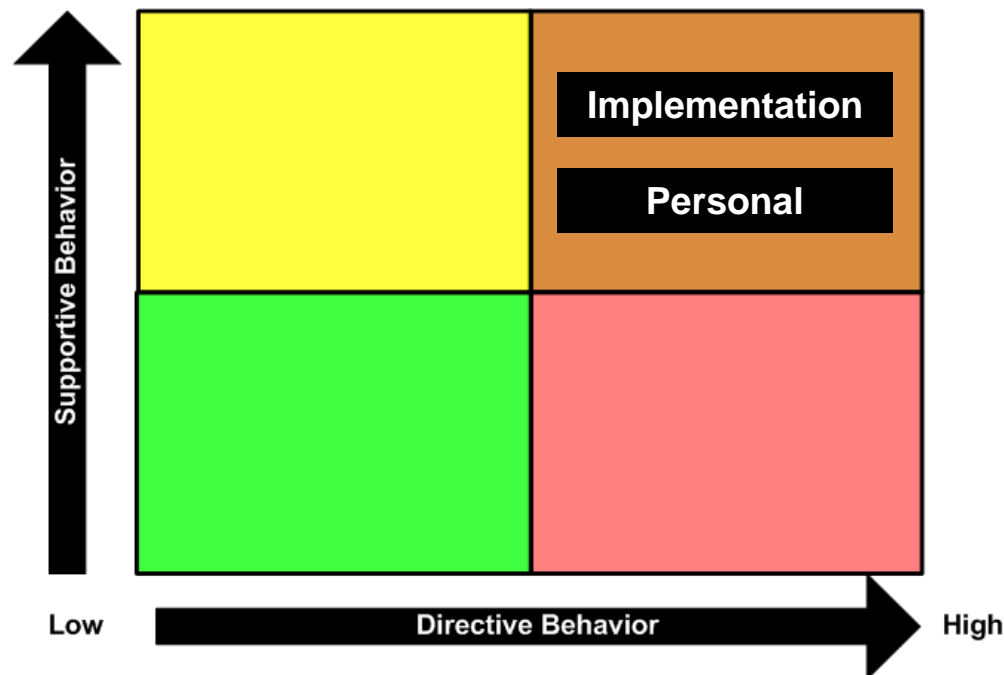 Implementation
Personal
Supportive Behavior
Low
Directive Behavior
High